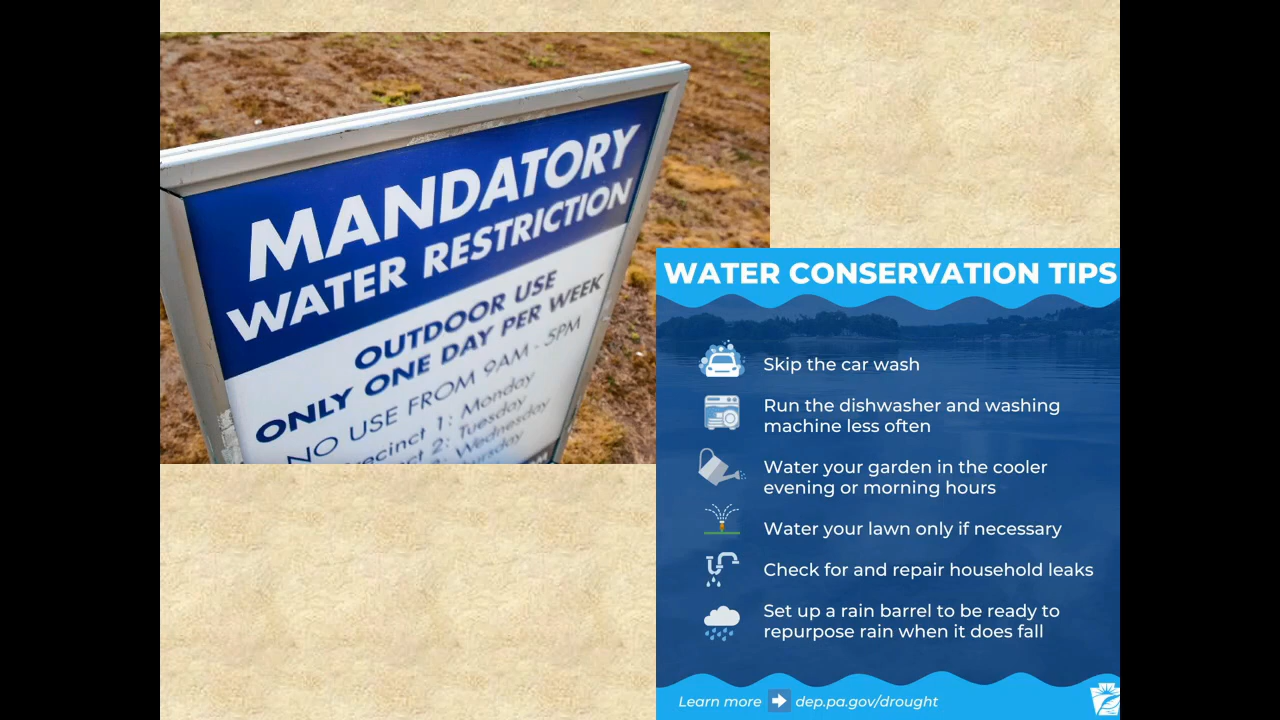 MANDATORY
WATER RESTRICTION
OUTDOOR USE
ONLY ONE DAY PER WEEK
NO USE FROM 9AM - 5PM
1: Monday
2: Tuesday
Wednesday
WATER CONSERVATION TIPS
Skip the car wash
Run the dishwasher and washing
machine less often
Water your garden in the cooler
evening or morning hours
Water your lawn only if necessary
Check for and repair household leaks
Set up a rain barrel to be ready to
repurpose rain when it does fall
Learn more dep.pa.gov/drought